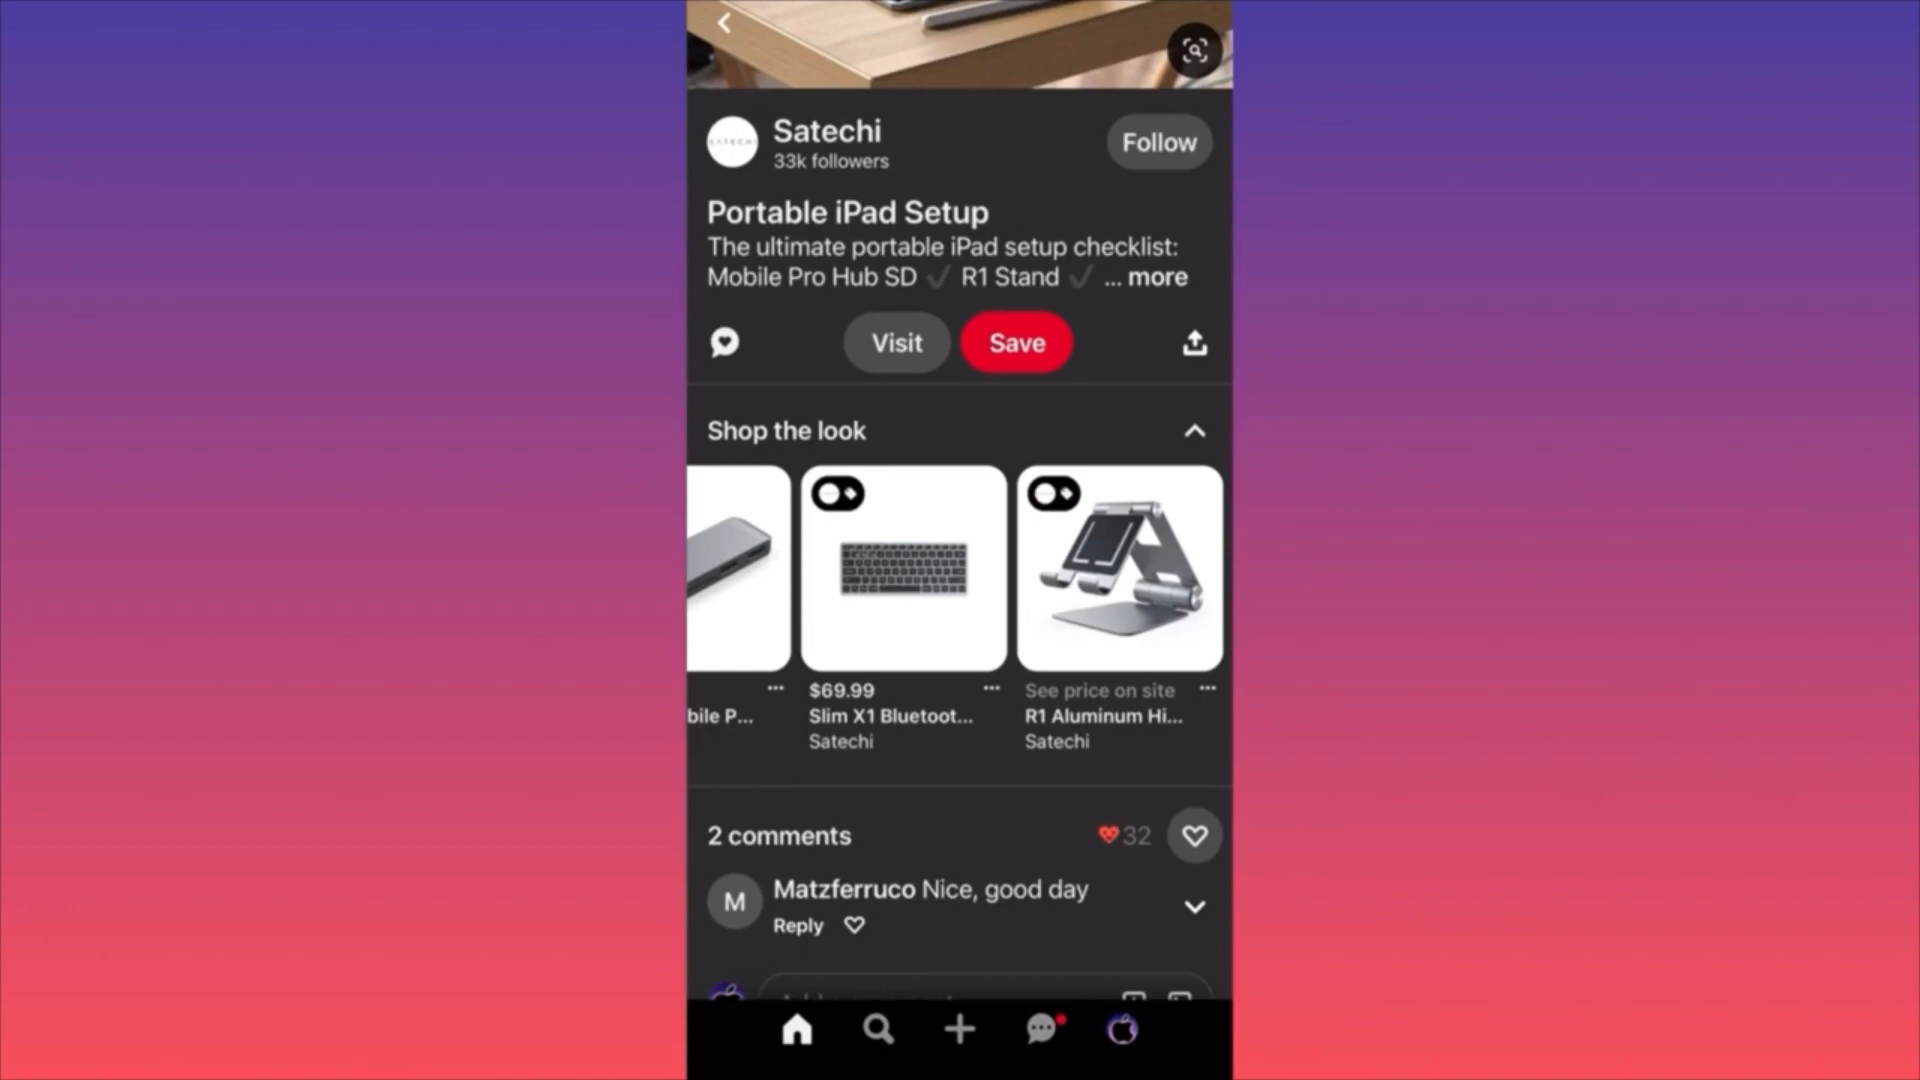 SATECHI
Satechi
33k followers
Follow
Portable iPad Setup
The ultimate portable iPad setup checklist:
Mobile Pro Hub SD ✓ R1 Stand ✓ ... more
Visit
Save
Shop the look
bile P...
$69.99
Slim X1 Bluetoot...
Satechi
See price on site
R1 Aluminum Hi...
Satechi
2 comments
32
M
Matzferruco Nice, good day
Reply